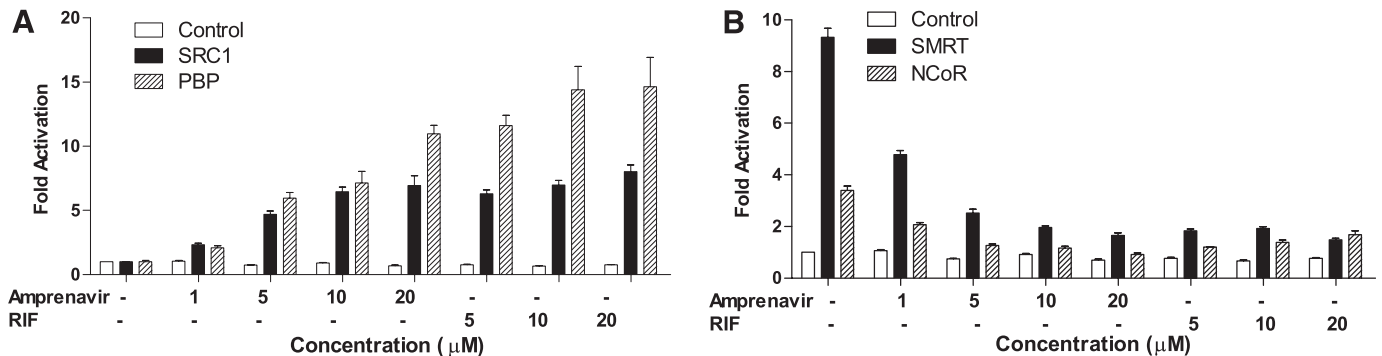 A
20
15
10
5
0
Fold Activation
Control
SRC1
PBP
Amprenavir - 1 5 10 20 - - -
RIF - - - - - 5 10 20
Concentration ( μM)
B
10
8
6
4
2
0
Fold Activation
Control
SMRT
NCoR
Amprenavir - 1 5 10 20 - - -
RIF - - - - - 5 10 20
Concentration ( μM)